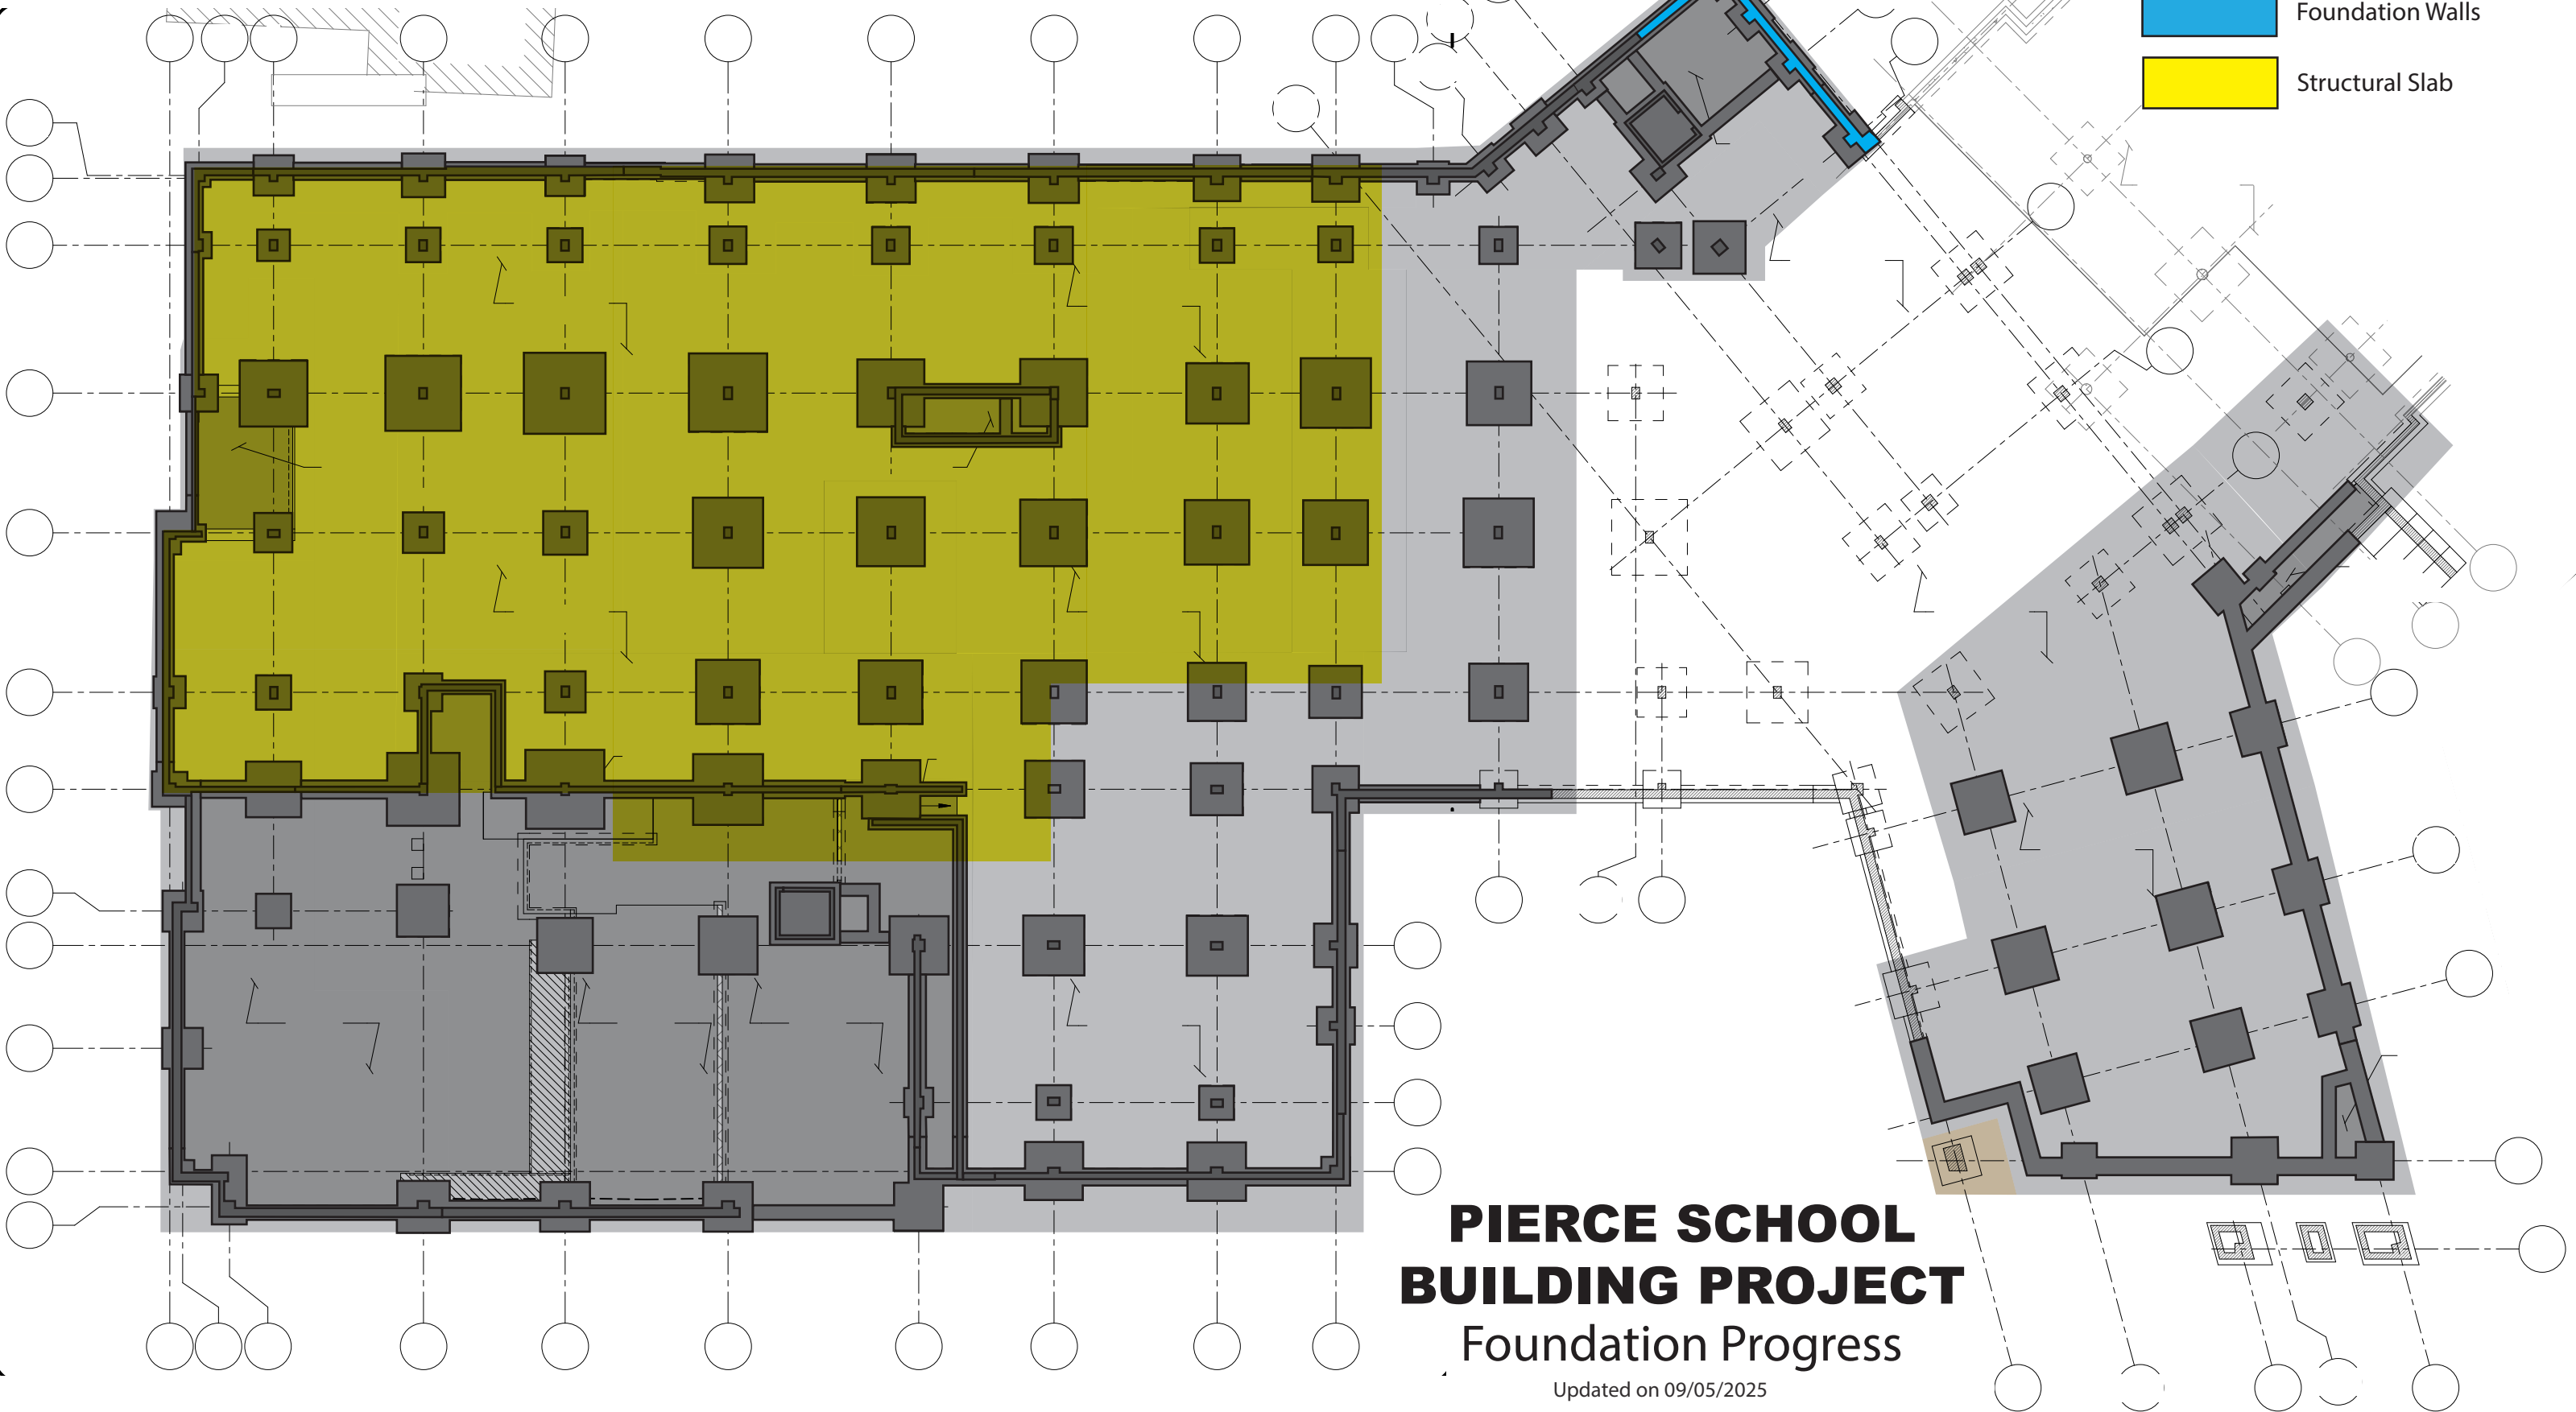 Foundation Walls
Structural Slab
PIERCE SCHOOL
BUILDING PROJECT
Foundation Progress
Updated on 09/05/2025